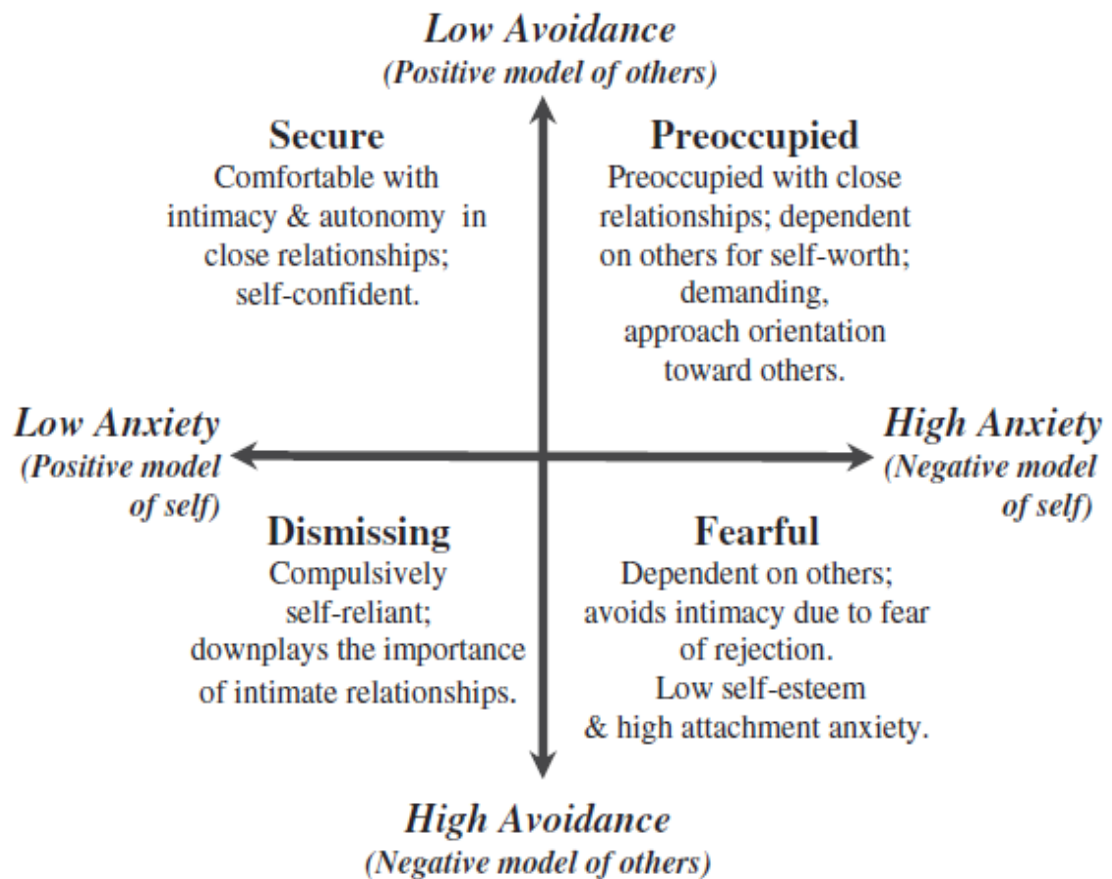 Low Avoidance
(Positive model of others)
Secure
Comfortable with
intimacy & autonomy in
close relationships;
self-confident.
Preoccupied
Preoccupied with close
relationships; dependent
on others for self-worth;
demanding,
approach orientation
toward others.
Low Anxiety
(Positive model
of self)
High Anxiety
(Negative model
of self)
Dismissing
Compulsively
self-reliant;
downplays the importance
of intimate relationships.
Fearful
Dependent on others;
avoids intimacy due to fear
of rejection.
Low self-esteem
& high attachment anxiety.
High Avoidance
(Negative model of others)